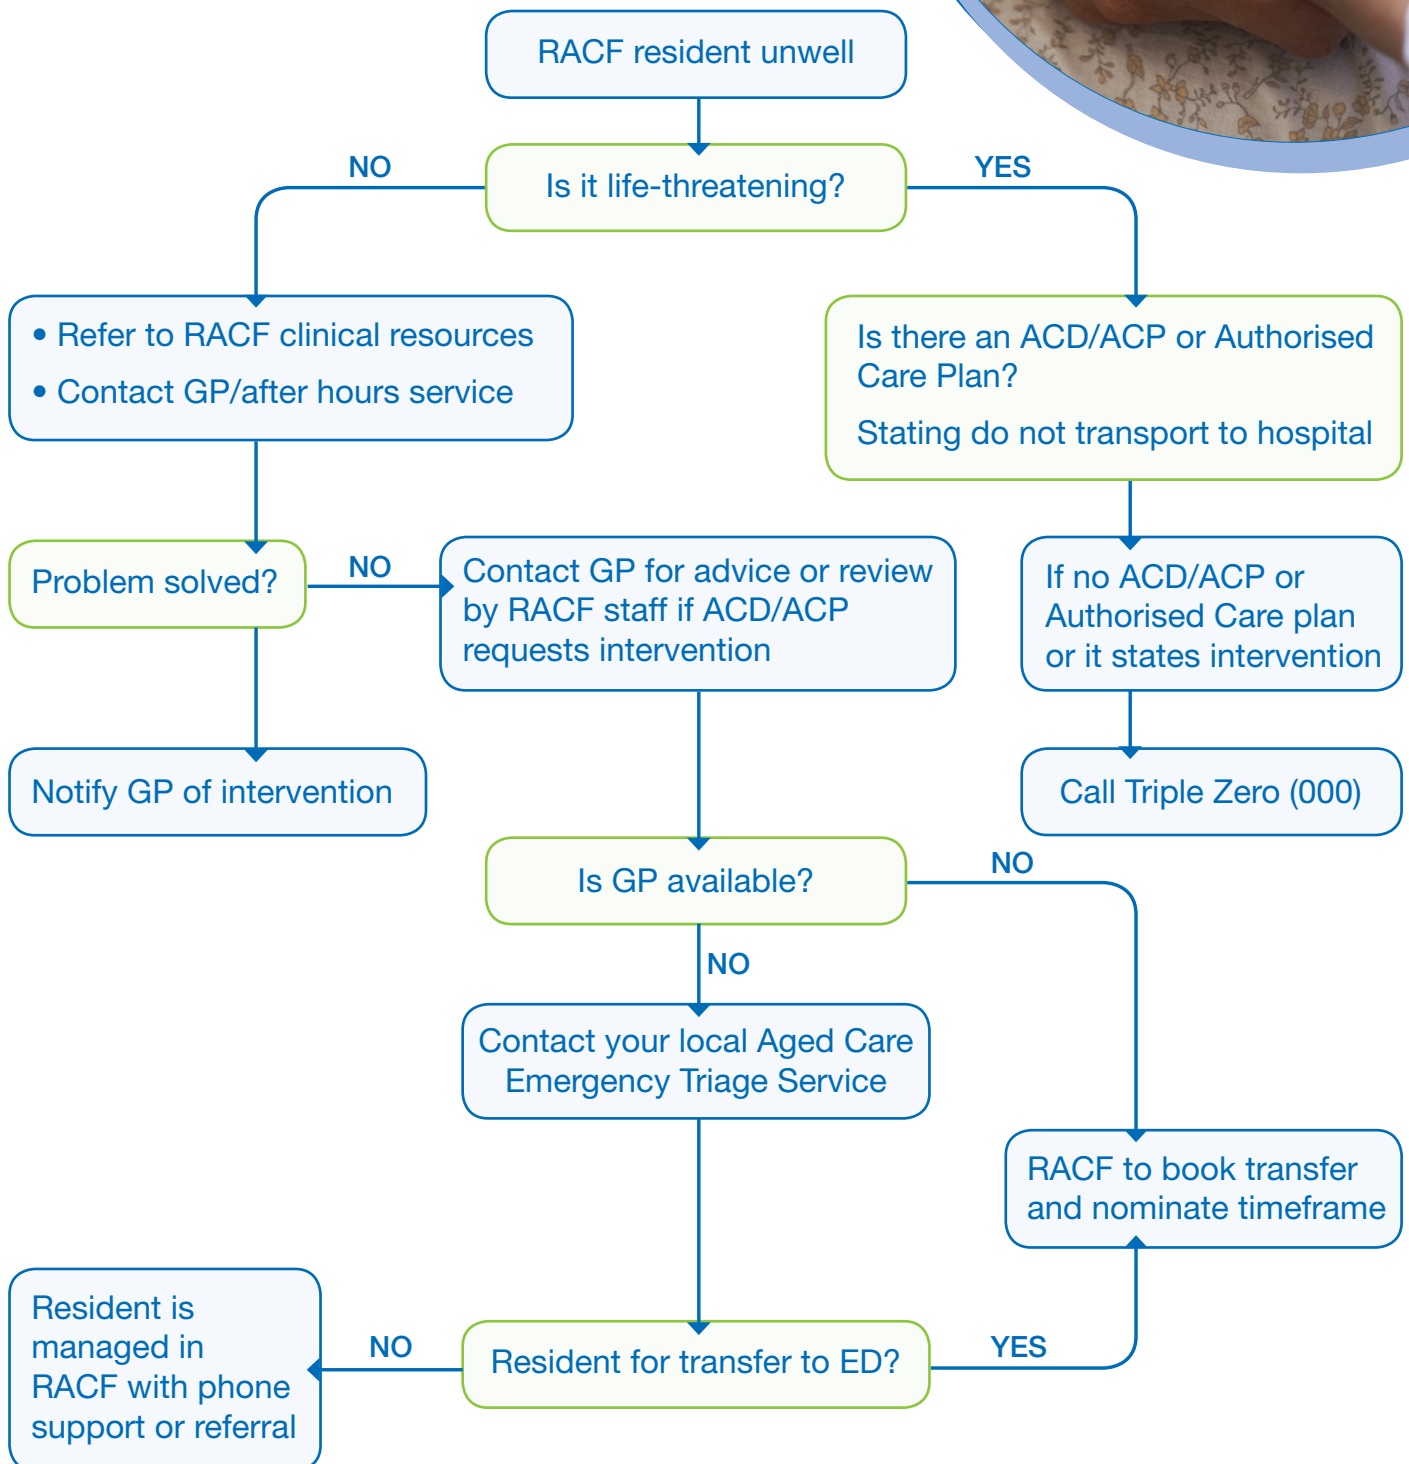 RACF resident unwell
NO
Is it life-threatening?
YES
• Refer to RACF clinical resources
• Contact GP/after hours service
Is there an ACD/ACP or Authorised
Care Plan?
Stating do not transport to hospital
Problem solved?
NO
Contact GP for advice or review
by RACF staff if ACD/ACP
requests intervention
If no ACD/ACP or
Authorised Care plan
or it states intervention
Notify GP of intervention
Call Triple Zero (000)
Is GP available?
NO
NO
Contact your local Aged Care
Emergency Triage Service
RACF to book transfer
and nominate timeframe
Resident is
managed in
RACF with phone
support or referral
NO
Resident for transfer to ED?
YES